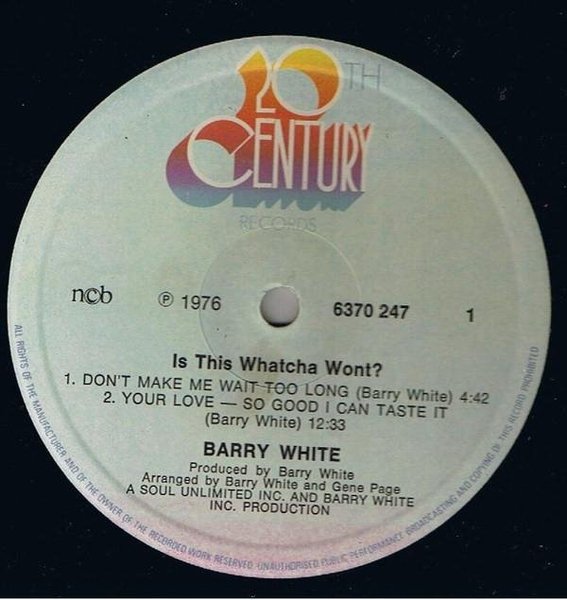 20TH
CENTURY
RECORDS
ncb ℗ 1976 6370 247 1
Is This Whatcha Wont?
1. DON'T MAKE ME WAIT TOO LONG (Barry White) 4:42
2. YOUR LOVE — SO GOOD I CAN TASTE IT
(Barry White) 12:33
BARRY WHITE
Produced by Barry White
Arranged by Barry White and Gene Page
A SOUL UNLIMITED INC. AND BARRY WHITE
INC. PRODUCTION
ALL RIGHTS OF THE MANUFACTURER AND OF THE OWNER OF THE RECORDED WORK RESERVED. UNAUTHORISED PUBLIC PERFORMANCE BROADCASTING AND COPYING OF THIS RECORD PROHIBITED